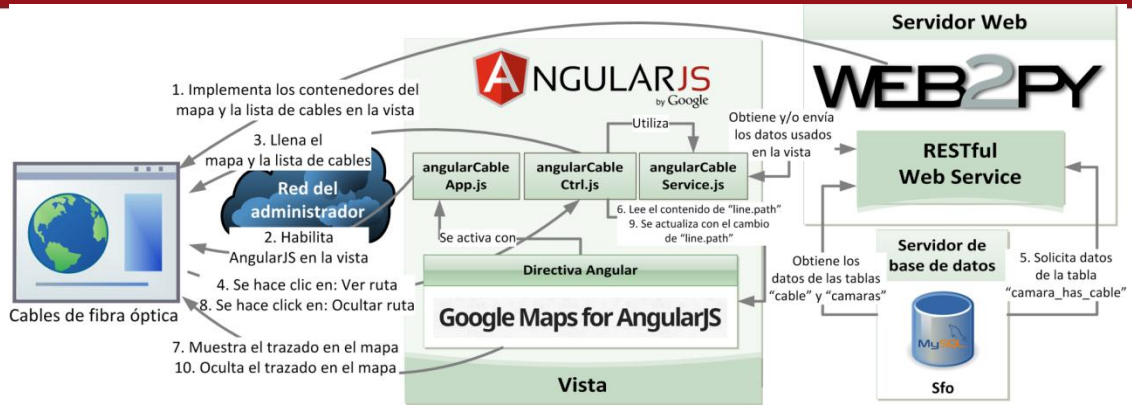 Servidor Web
WEB2PY
RESTful
Web Service
ANGULARJS
by Google
1. Implementa los contenedores del
mapa y la lista de cables en la vista
3. Llena el
mapa y la lista de cables
Red del
administrador
2. Habilita
AngularJS en la vista
4. Se hace clic en: Ver ruta
8. Se hace click en: Ocultar ruta
Cables de fibra óptica
7. Muestra el trazado en el mapa
10. Oculta el trazado en el mapa
Utiliza
angularCable
App.js
angularCable
Ctrl.js
angularCable
Service.js
Obtiene y/o envía
los datos usados
en la vista
6. Lee el contenido de “line.path”
9. Se actualiza con el cambio
de “line.path”
Se activa con
Directiva Angular
Google Maps for AngularJS
Vista
Obtiene los
datos de las tablas
“cable” y “camaras”
Servidor de
base de datos
MySQL
Sfo
5. Solicita datos
de la tabla
“camara_has_cable”